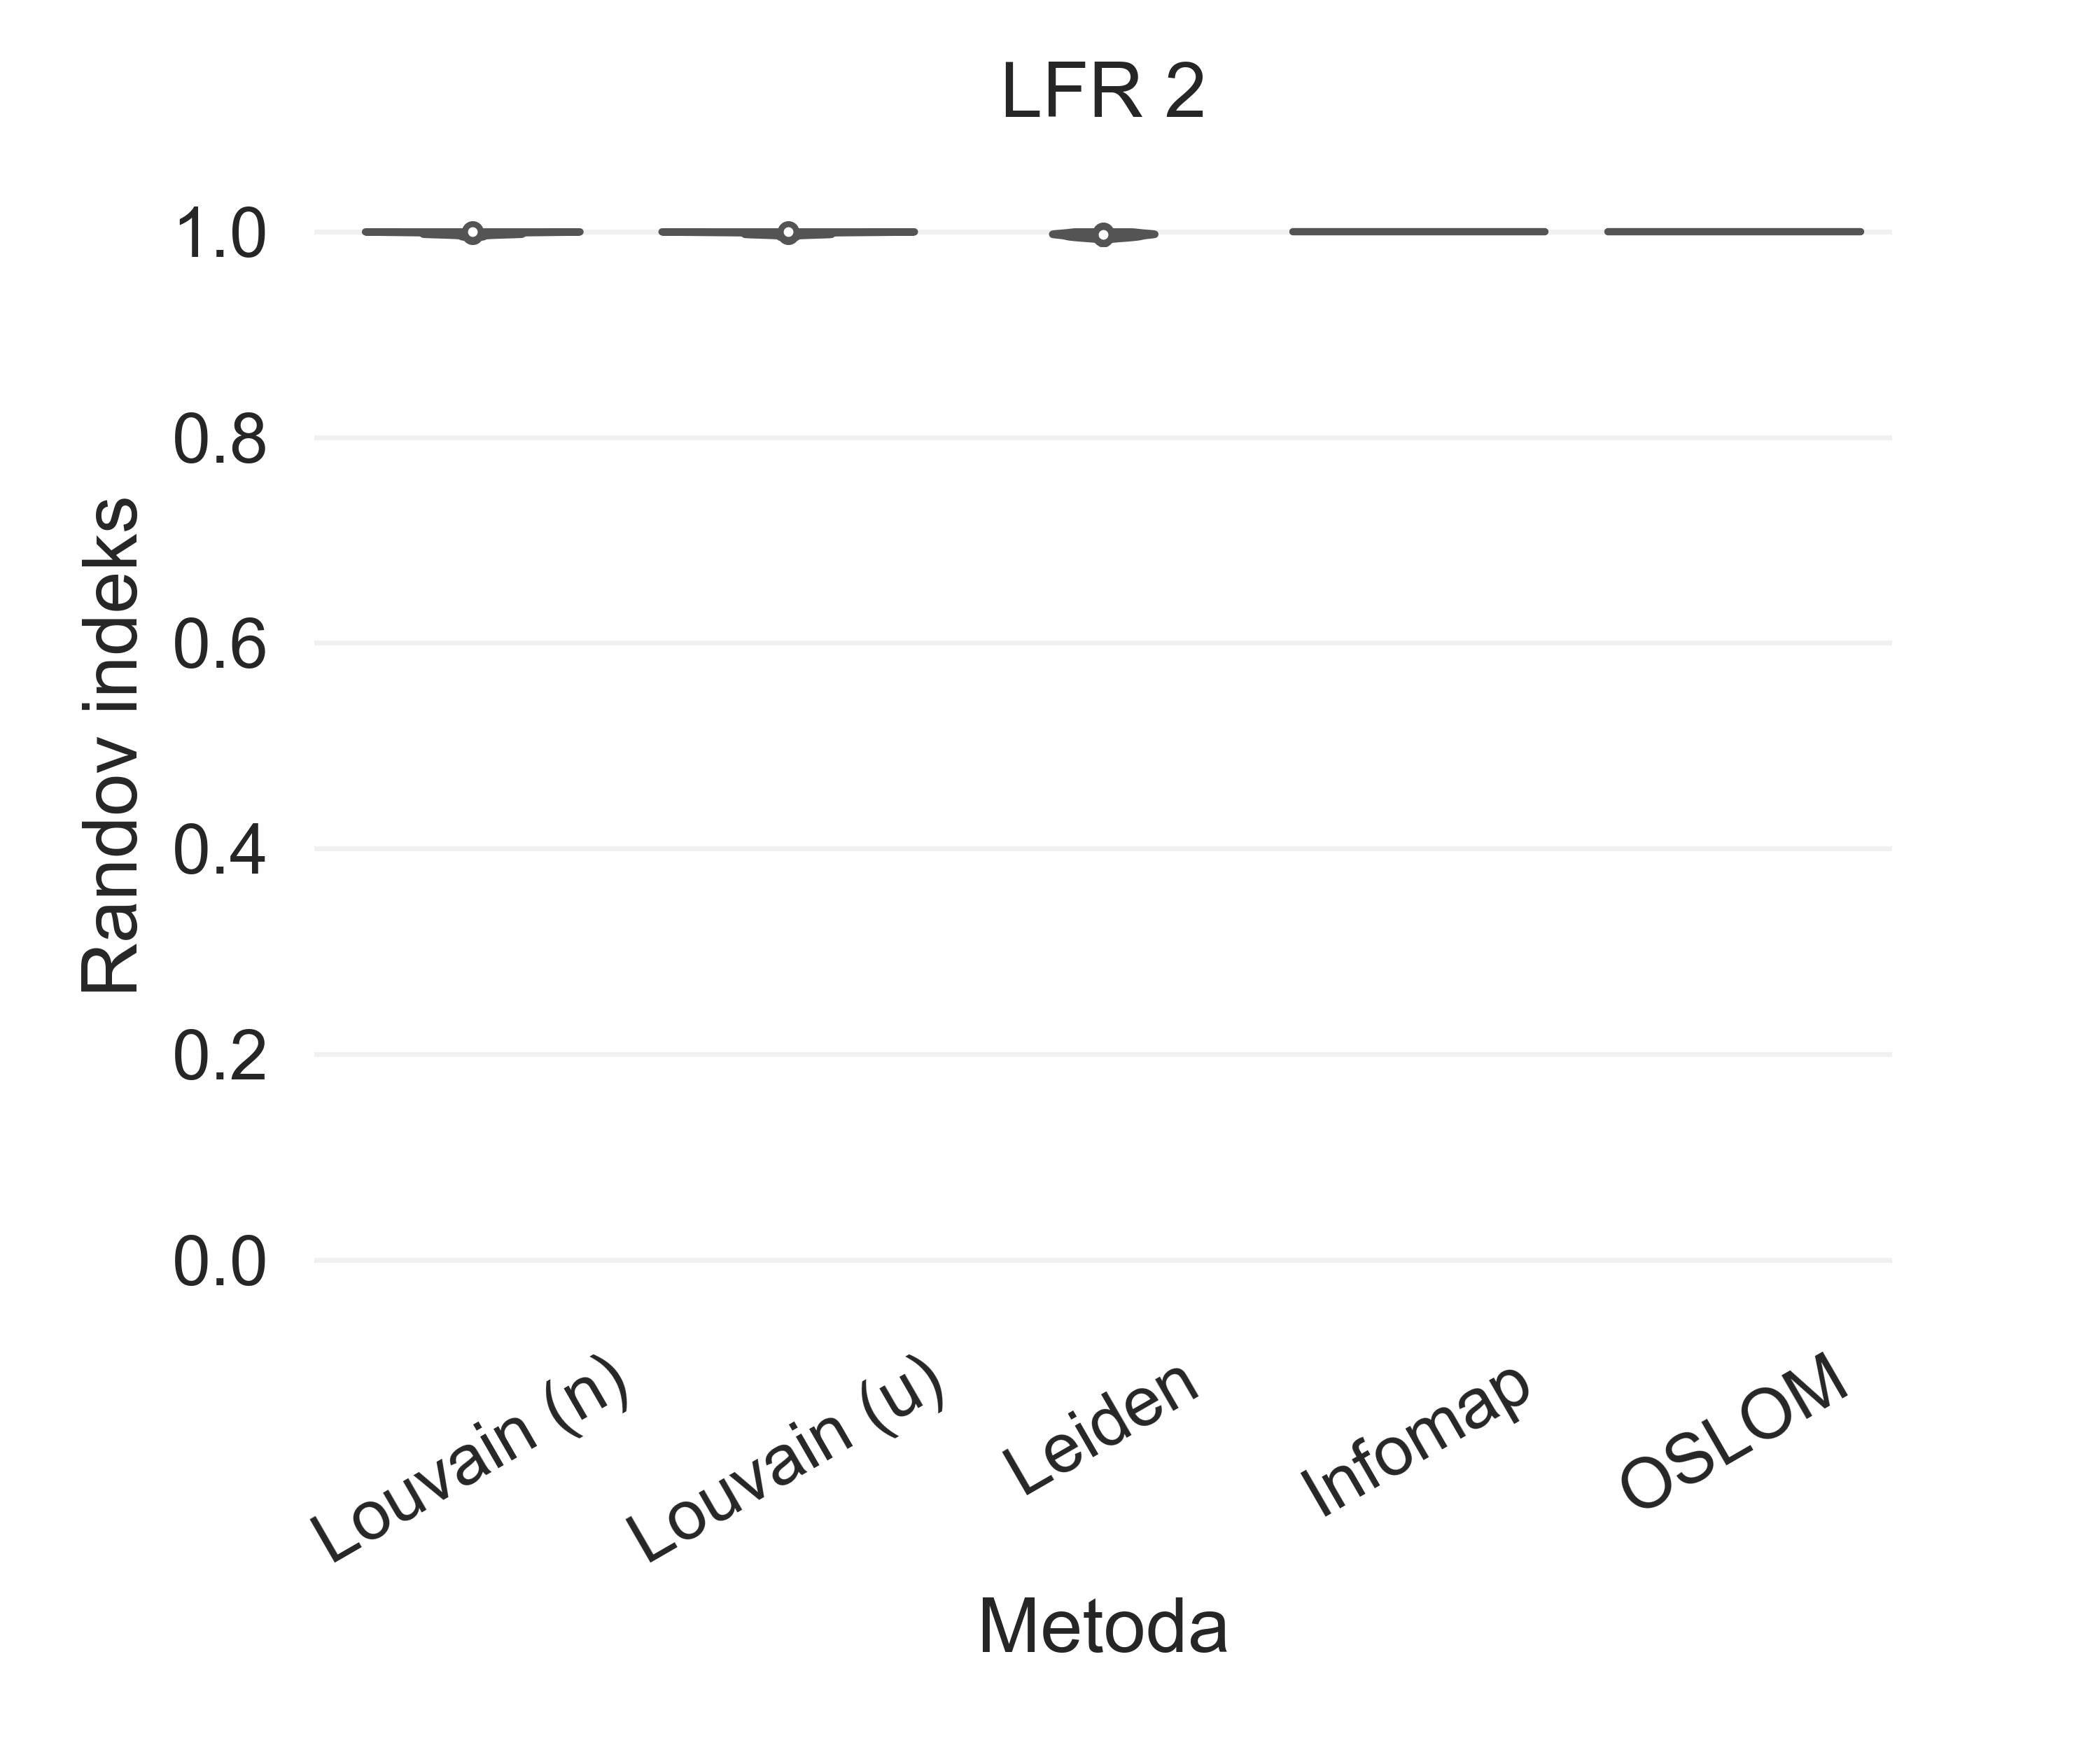 LFR 2
1.0
0.8
0.6
0.4
0.2
0.0
Randov indeks
Louvain (n)
Louvain (u)
Leiden
Infomap
OSLOM
Metoda